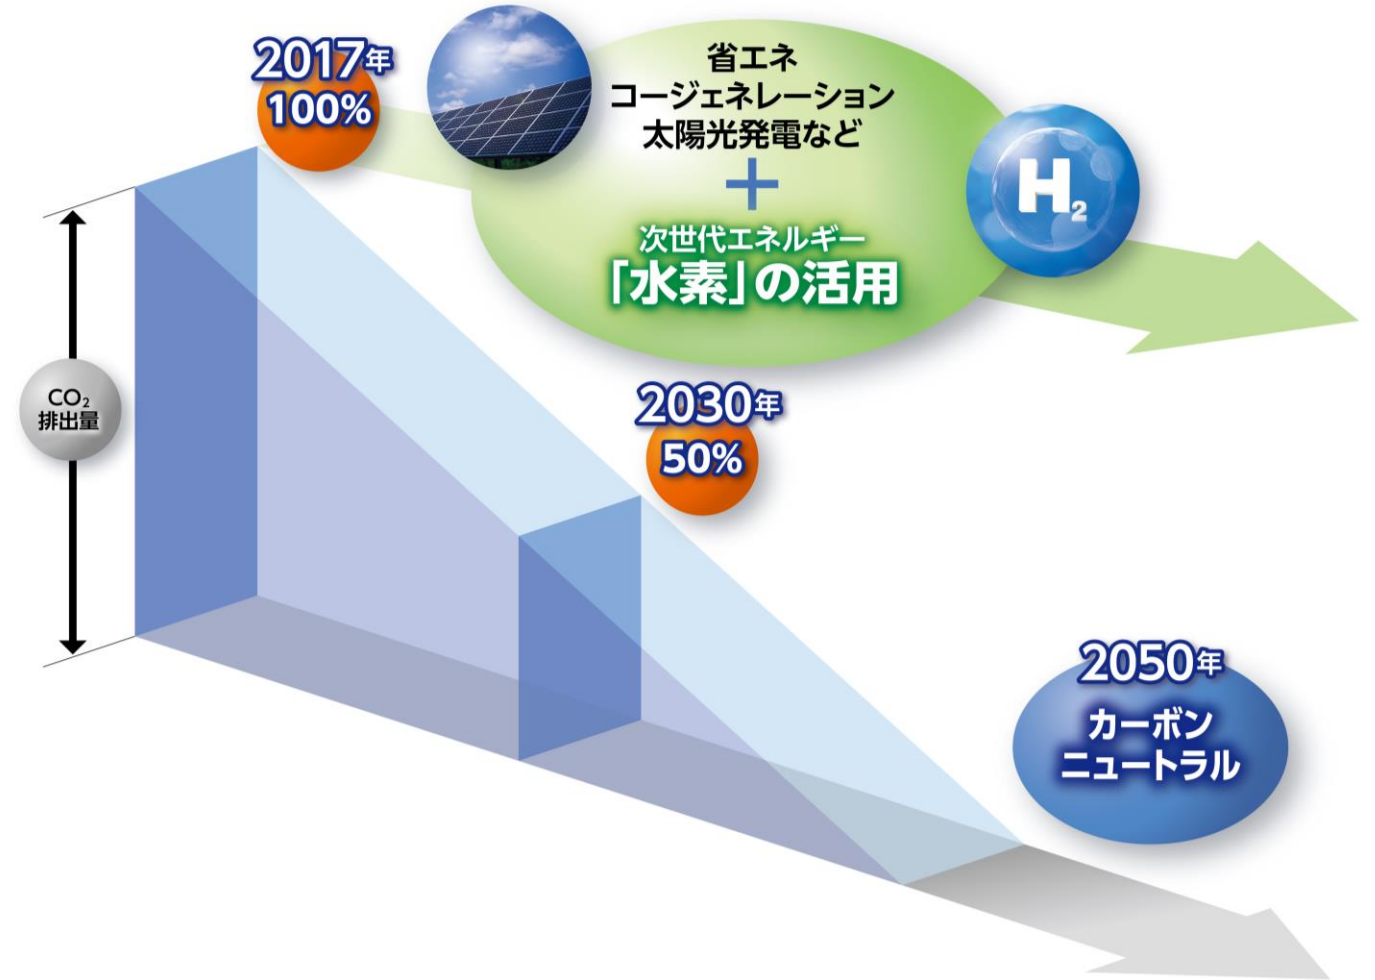 2017年
100%
省エネ
コージェネレーション
太陽光発電など
+
次世代エネルギー
「水素」の活用
H₂
CO₂
排出量
2030年
50%
2050年
カーボン
ニュートラル